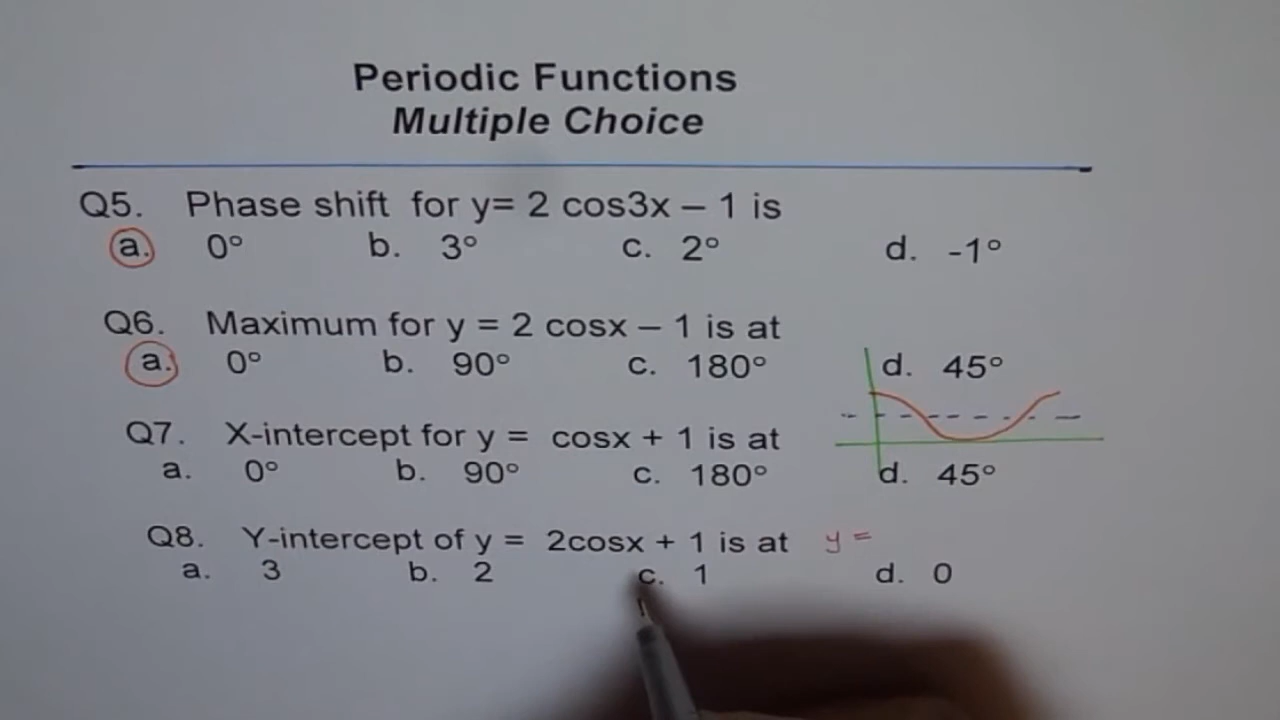 Periodic Functions
Multiple Choice
Q5. Phase shift for y= 2 cos3x – 1 is
a. 0° b. 3° c. 2° d. -1°
Q6. Maximum for y = 2 cosx – 1 is at
a. 0° b. 90° c. 180° d. 45°
Q7. X-intercept for y = cosx + 1 is at
a. 0° b. 90° c. 180° d. 45°
Q8. Y-intercept of y = 2cosx + 1 is at y =
a. 3 b. 2 c. 1 d. 0